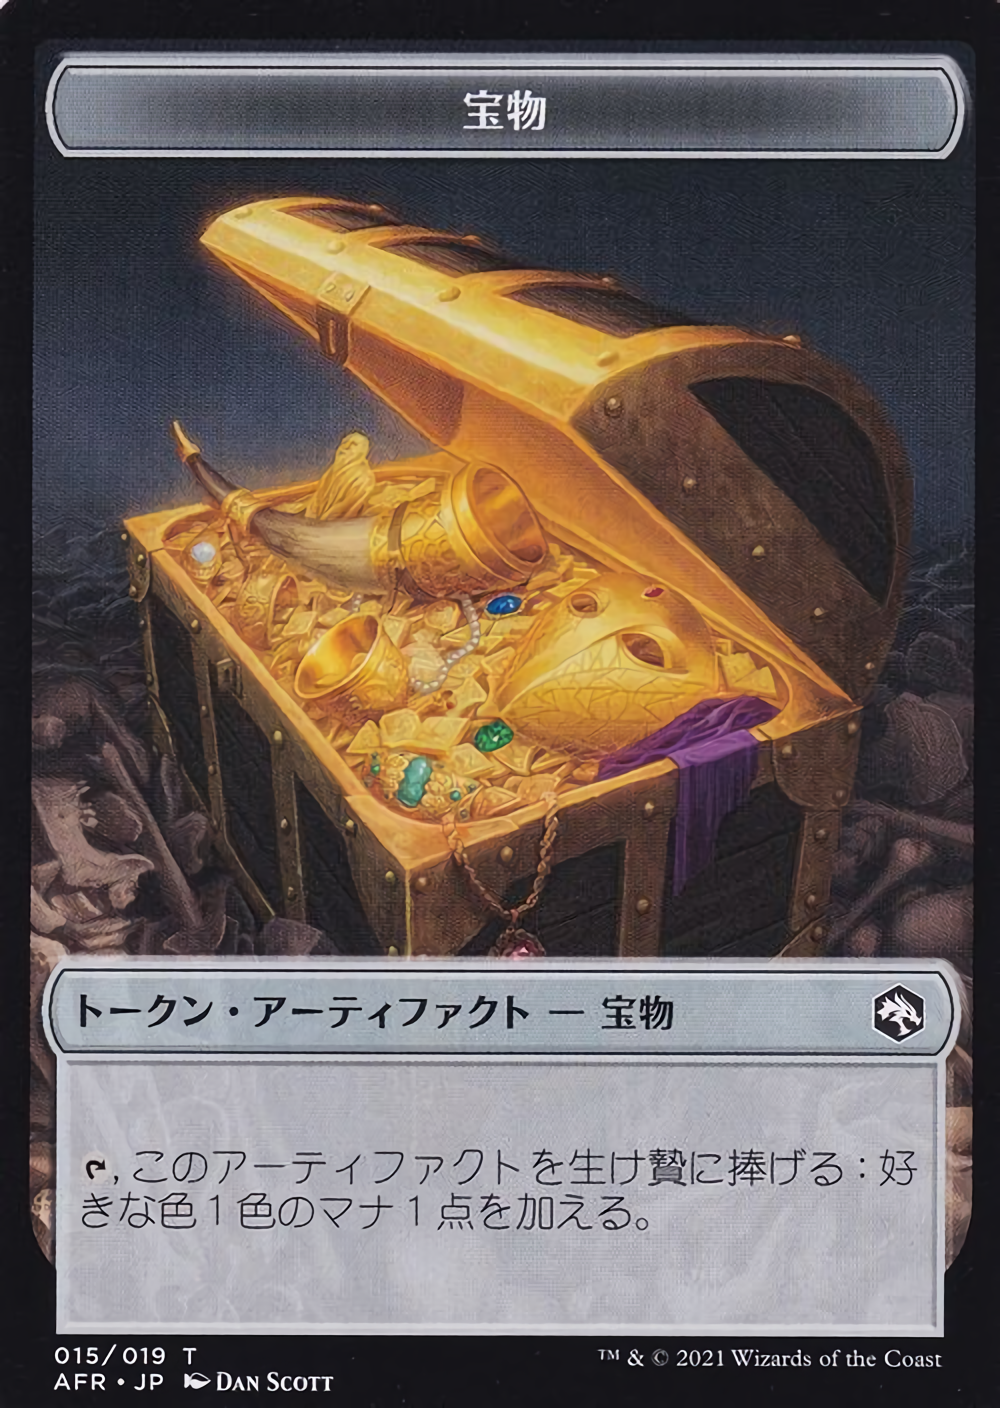 宝物
トークン・アーティファクト — 宝物
,このアーティファクトを生け贄に捧げる：好
きな色１色のマナ１点を加える。
015/019 T
AFR • JP DAN SCOTT
™ & © 2021 Wizards of the Coast